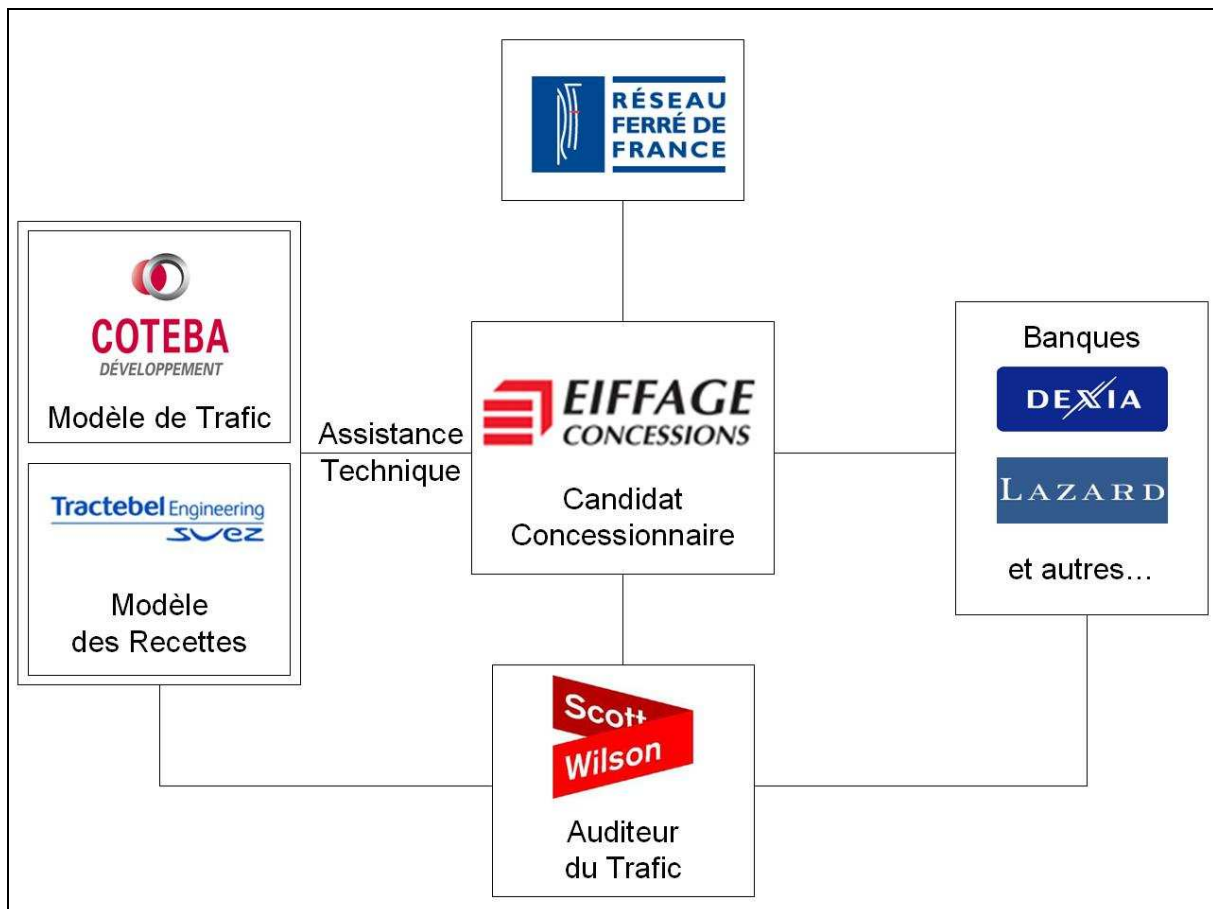 RÉSEAU
FERRÉ DE
FRANCE
COTEBA
DÉVELOPPEMENT
Modèle de Trafic
Tractebel Engineering
suez
Modèle
des Recettes
Assistance
Technique
EIFFAGE
CONCESSIONS
Candidat
Concessionnaire
Banques
DEXIA
LAZARD
et autres…
Scott
Wilson
Auditeur
du Trafic